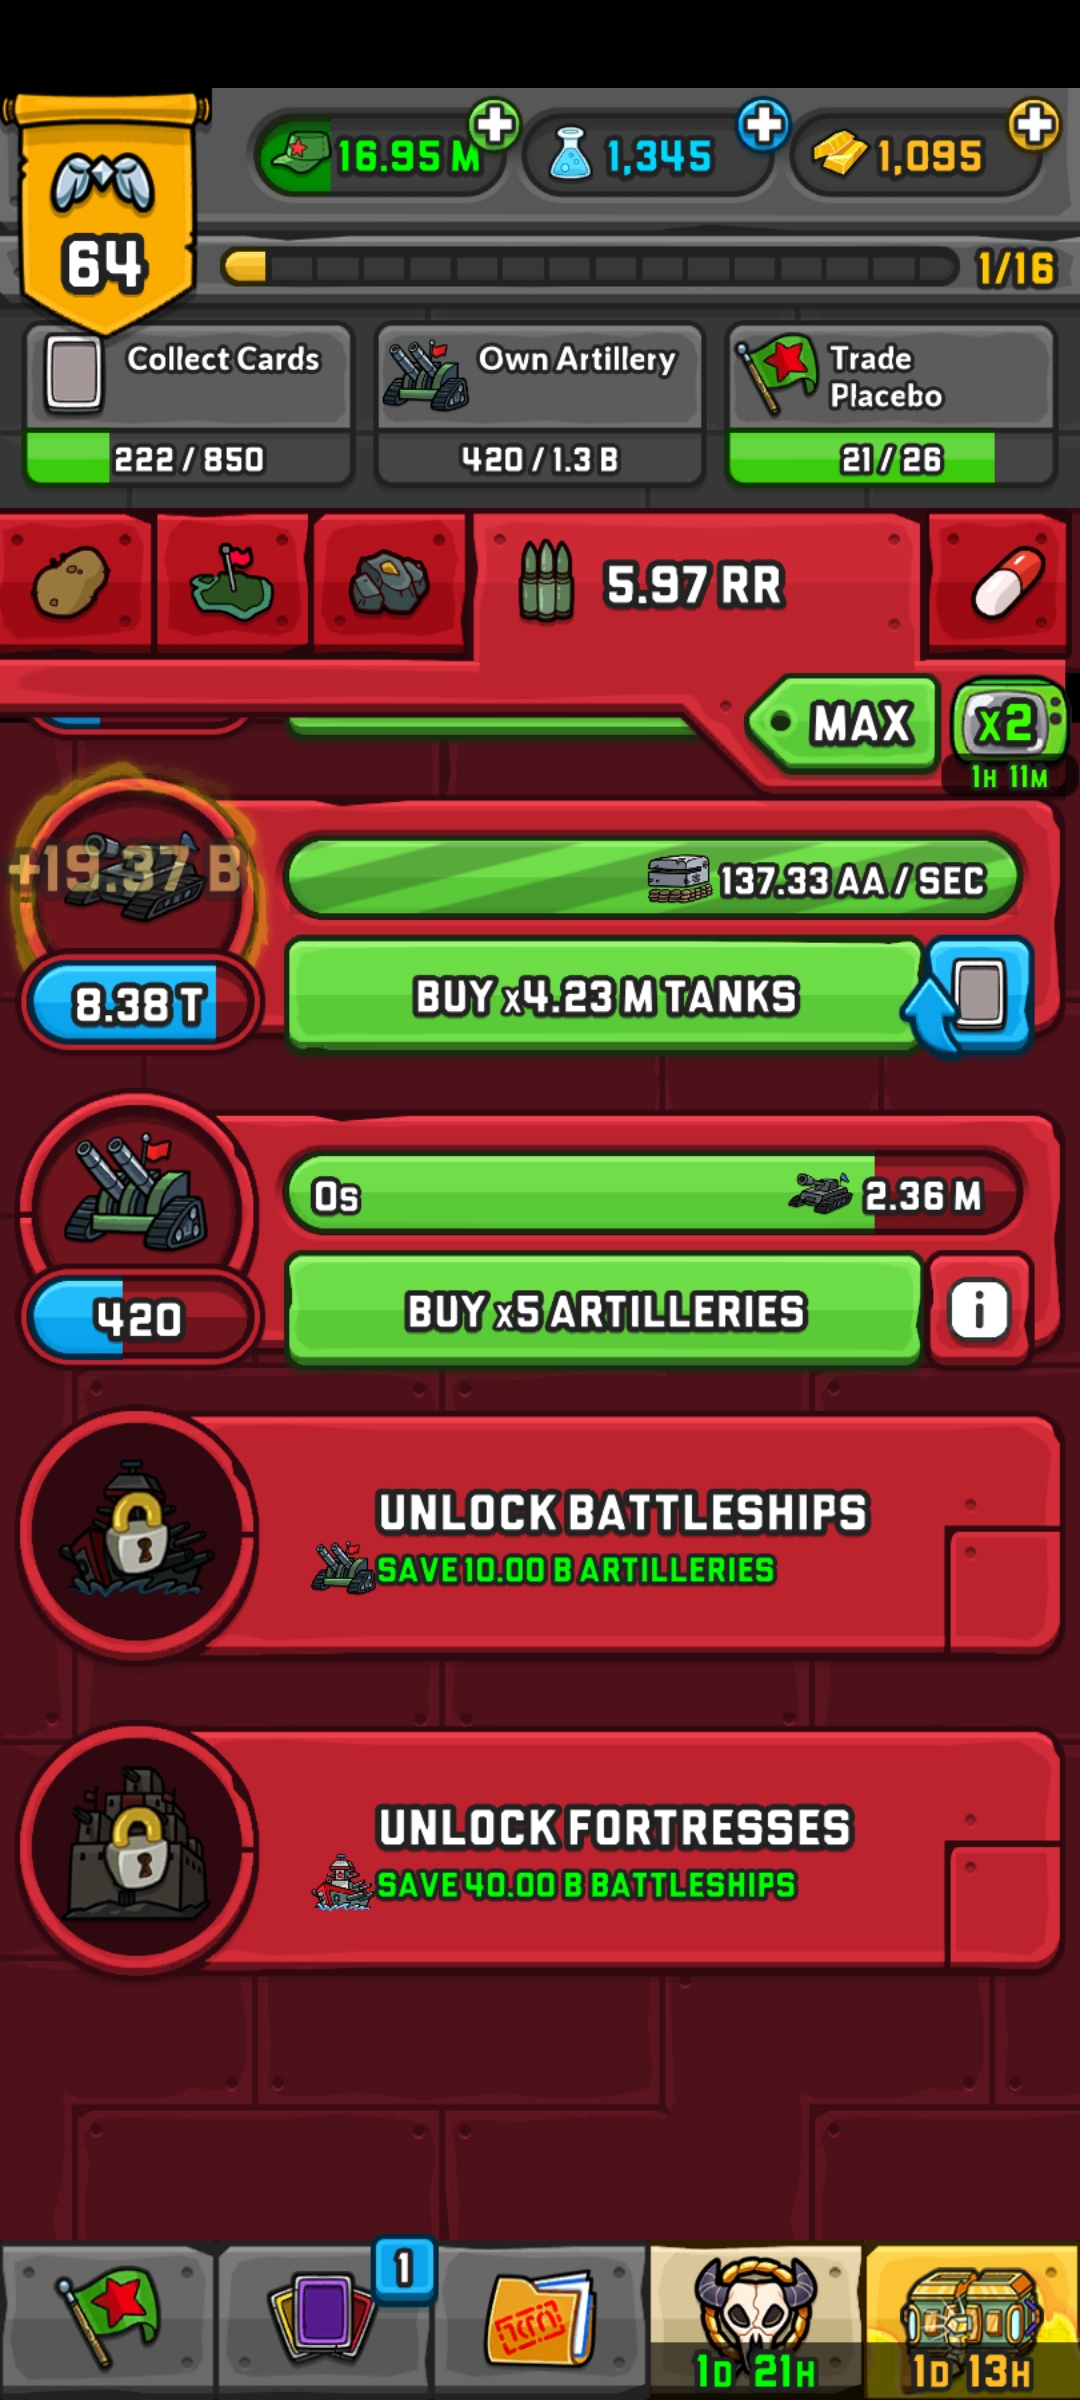 16.95 M
1,345
1,095
64
1/16
Collect Cards
222 / 850
Own Artillery
420 / 1.3 B
Trade
Placebo
21 / 26
5.97 RR
MAX
x2
1H 11M
+19.37 B
137.33 AA / SEC
8.38 T
BUY x4.23 M TANKS
0s
2.36 M
420
BUY x5 ARTILLERIES
i
UNLOCK BATTLESHIPS
SAVE 10.00 B ARTILLERIES
UNLOCK FORTRESSES
SAVE 40.00 B BATTLESHIPS
1
1D 21H
1D 13H